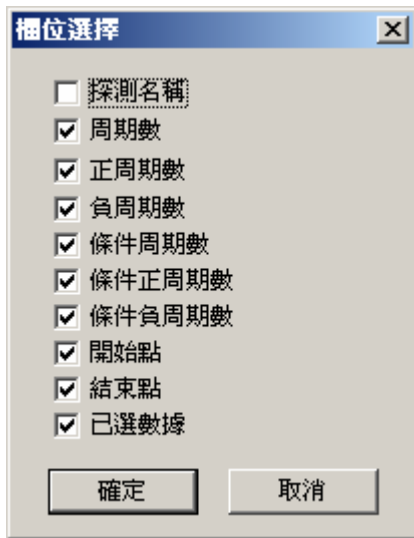 欄位選擇
探測名稱
周期數
正周期數
負周期數
條件周期數
條件正周期數
條件負周期數
開始點
結束點
已選數據
確定
取消